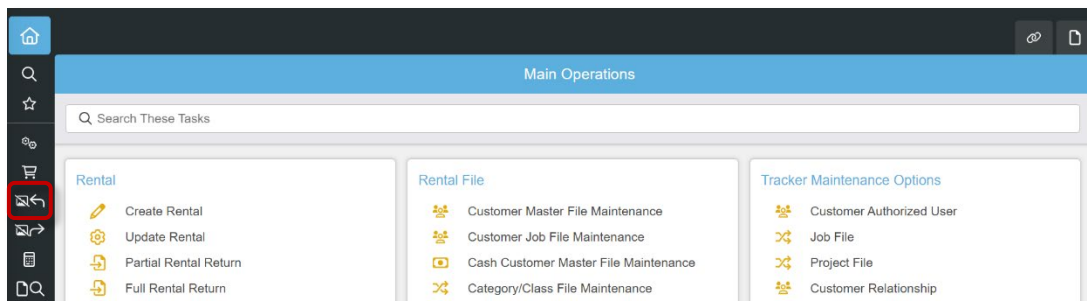 Main Operations
Search These Tasks
Rental
Create Rental
Update Rental
Partial Rental Return
Full Rental Return
Rental File
Customer Master File Maintenance
Customer Job File Maintenance
Cash Customer Master File Maintenance
Category/Class File Maintenance
Tracker Maintenance Options
Customer Authorized User
Job File
Project File
Customer Relationship